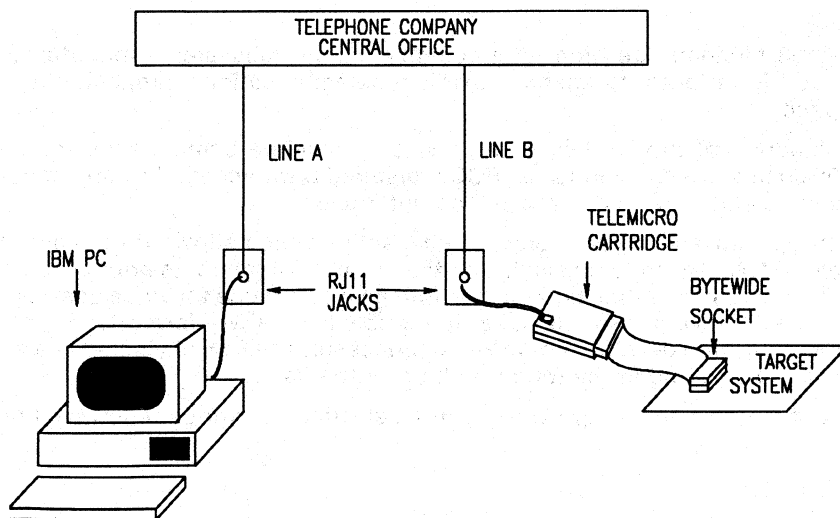 TELEPHONE COMPANY
CENTRAL OFFICE
LINE A
LINE B
TELEMICRO
CARTRIDGE
IBM PC
RJ11
JACKS
BYTEWIDE
SOCKET
TARGET
SYSTEM